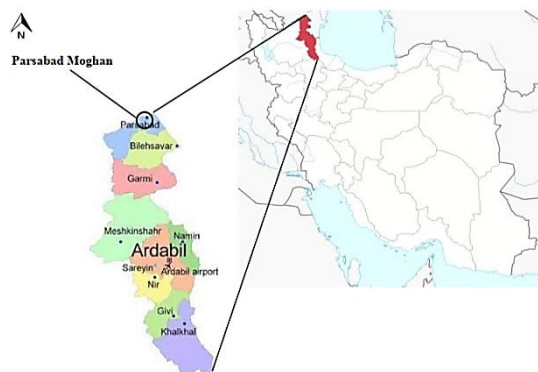 N
Parsabad Moghan
Parsabad
Bilehsavar
Garmi
Meshkinshahr
Namin
Ardabil
Sareyin
Ardabil airport
Nir
Givi
Khalkhal